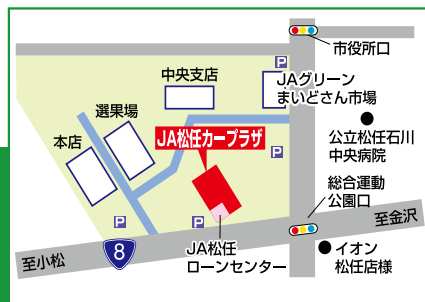 市役所口
P
中央支店
JAグリーン
まいどさん市場
選果場
公立松任石川
中央病院
JA松任カープラザ
本店
P
総合運動
公園口
至金沢
P
P
8
至小松
JA松任
ローンセンター
イオン
松任店様